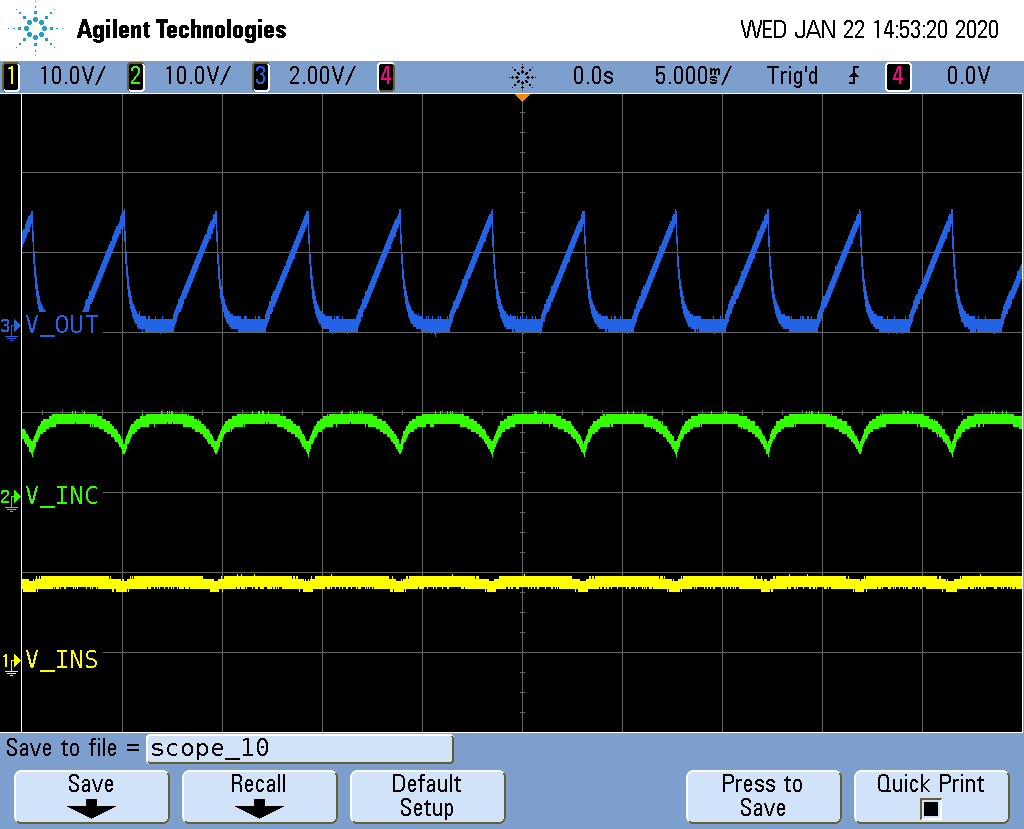 Agilent Technologies
WED JAN 22 14:53:20 2020
1 10.0V/ 2 10.0V/ 3 2.00V/ 4 0.0s 5.000ms/ Trig'd 4 0.0V
3 V_OUT
2 V_INC
1 V_INS
Save to file = scope_10
Save
Recall
Default
Setup
Press to
Save
Quick Print